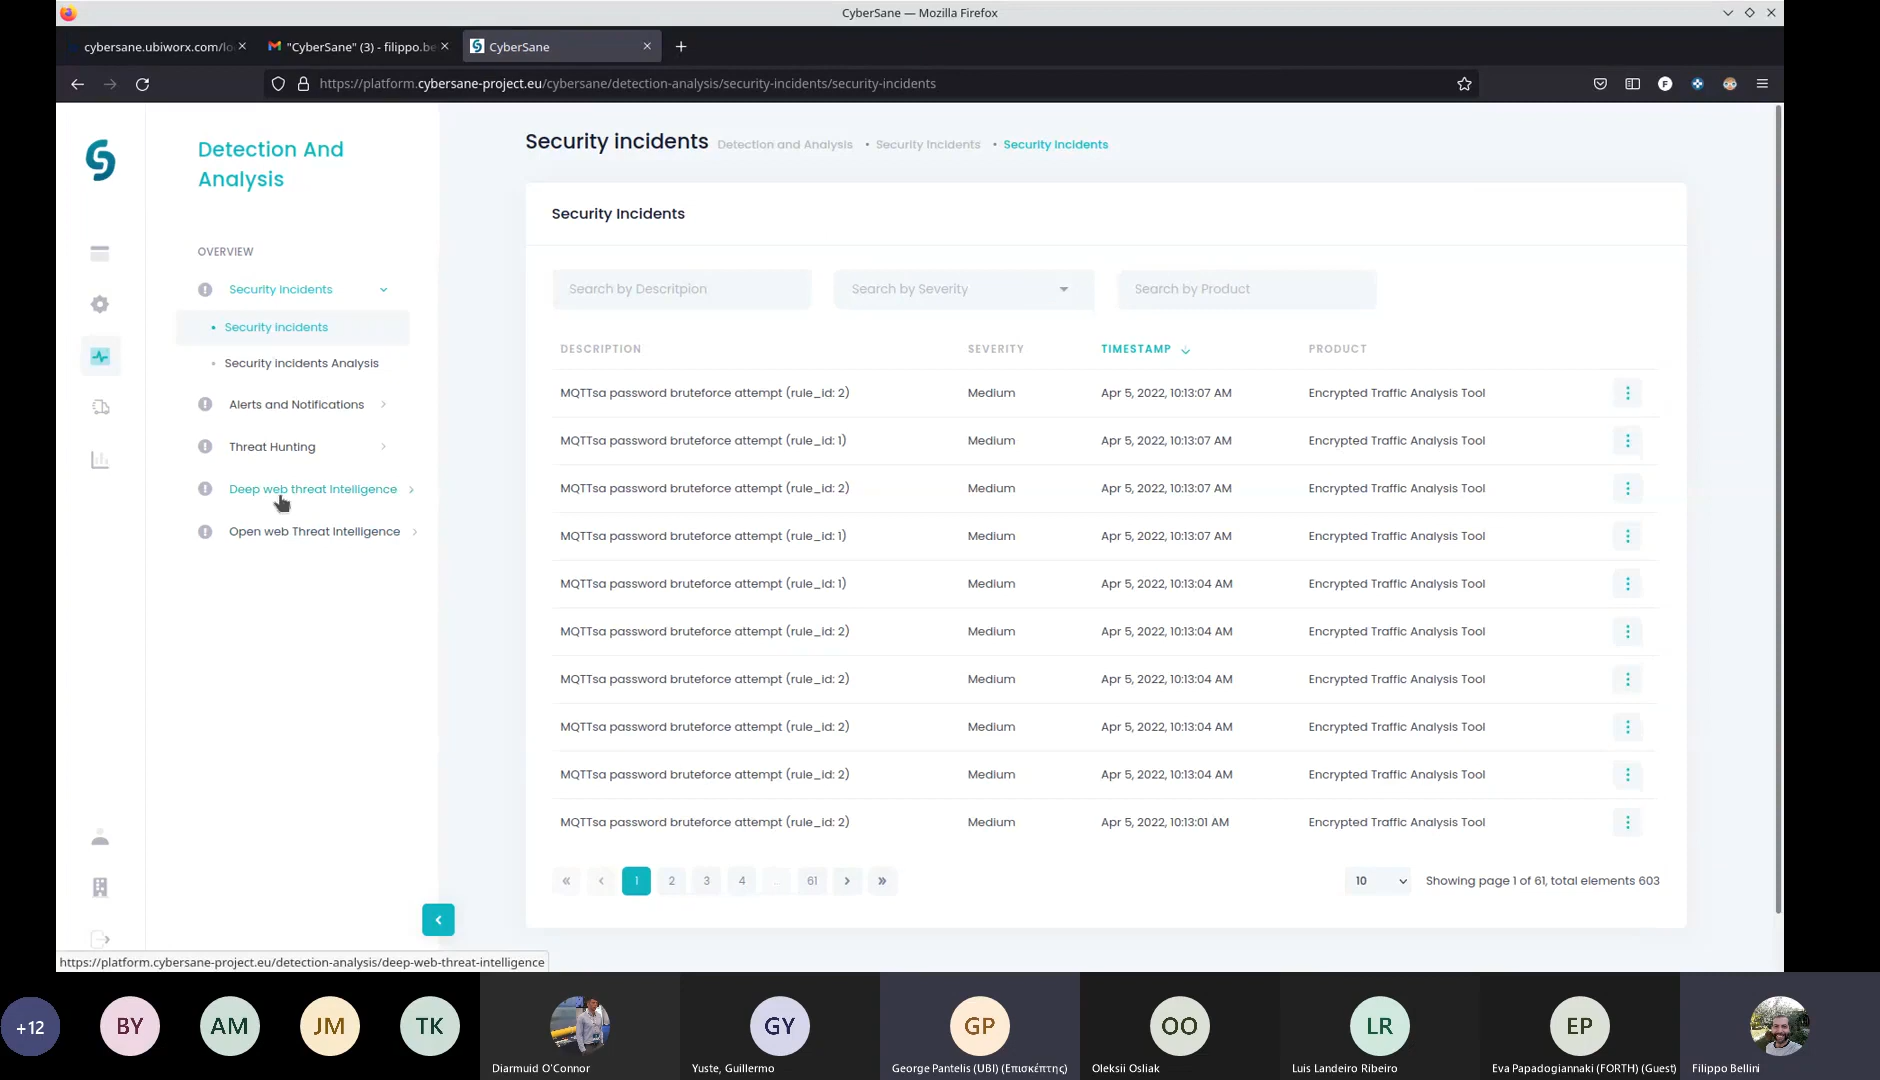 CyberSane — Mozilla Firefox
cybersane.ubiworx.com/lo
"CyberSane" (3) - filippo.be
CyberSane
https://platform.cybersane-project.eu/cybersane/detection-analysis/security-incidents/security-incidents
Detection And
Analysis
OVERVIEW
Security Incidents
Security incidents
Security incidents Analysis
Alerts and Notifications
Threat Hunting
Deep web threat Intelligence
Open web Threat Intelligence
Security incidents Detection and Analysis • Security Incidents • Security Incidents
Security Incidents
Search by Descritpion Search by Severity Search by Product
DESCRIPTION SEVERITY TIMESTAMP PRODUCT
MQTTsa password bruteforce attempt (rule_id: 2) Medium Apr 5, 2022, 10:13:07 AM Encrypted Traffic Analysis Tool
MQTTsa password bruteforce attempt (rule_id: 1) Medium Apr 5, 2022, 10:13:07 AM Encrypted Traffic Analysis Tool
MQTTsa password bruteforce attempt (rule_id: 2) Medium Apr 5, 2022, 10:13:07 AM Encrypted Traffic Analysis Tool
MQTTsa password bruteforce attempt (rule_id: 1) Medium Apr 5, 2022, 10:13:07 AM Encrypted Traffic Analysis Tool
MQTTsa password bruteforce attempt (rule_id: 1) Medium Apr 5, 2022, 10:13:04 AM Encrypted Traffic Analysis Tool
MQTTsa password bruteforce attempt (rule_id: 2) Medium Apr 5, 2022, 10:13:04 AM Encrypted Traffic Analysis Tool
MQTTsa password bruteforce attempt (rule_id: 2) Medium Apr 5, 2022, 10:13:04 AM Encrypted Traffic Analysis Tool
MQTTsa password bruteforce attempt (rule_id: 2) Medium Apr 5, 2022, 10:13:04 AM Encrypted Traffic Analysis Tool
MQTTsa password bruteforce attempt (rule_id: 2) Medium Apr 5, 2022, 10:13:04 AM Encrypted Traffic Analysis Tool
MQTTsa password bruteforce attempt (rule_id: 2) Medium Apr 5, 2022, 10:13:01 AM Encrypted Traffic Analysis Tool
« ‹ 1 2 3 4 ... 61 › » 10 Showing page 1 of 61, total elements 603
https://platform.cybersane-project.eu/detection-analysis/deep-web-threat-intelligence
+12 BY AM JM TK GY GP OO LR EP
Diarmuid O'Connor Yuste, Guillermo George Pantelis (UBI) (Επισκέπτης) Oleksii Osliak Luis Landeiro Ribeiro Eva Papadogiannaki (FORTH) (Guest) Filippo Bellini